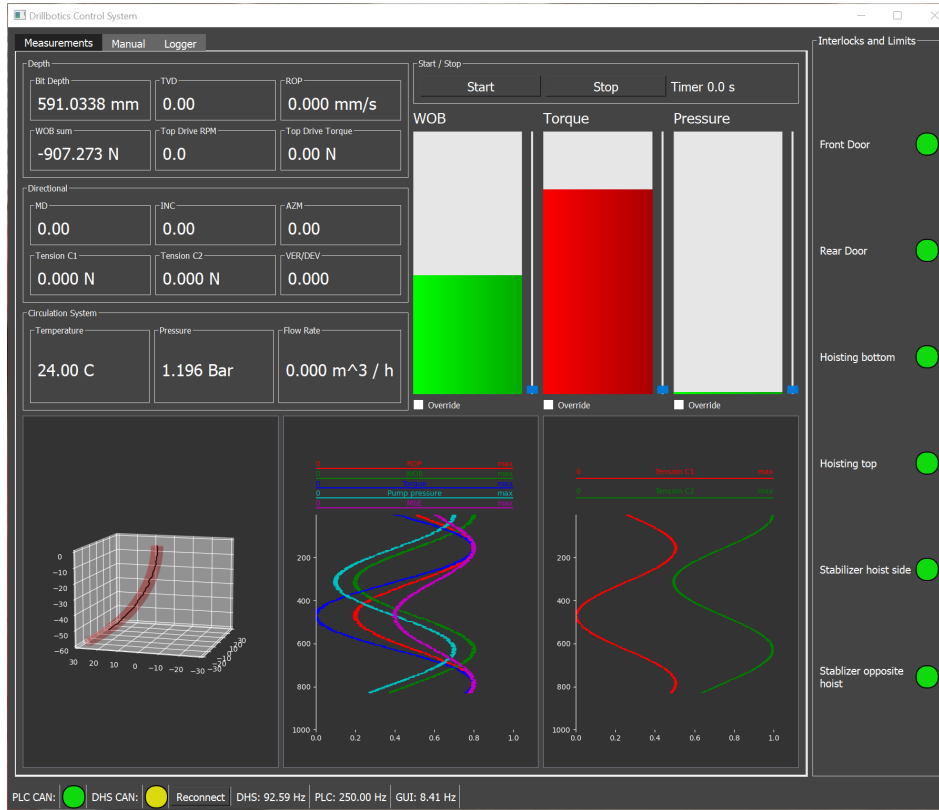 Drillbotics Control System
Measurements Manual Logger
Interlocks and Limits
Depth
Start / Stop
Bit Depth TVD ROP
591.0338 mm 0.00 0.000 mm/s
Start Stop Timer 0.0 s
WOB Torque Pressure
WOB sum Top Drive RPM Top Drive Torque
-907.273 N 0.0 0.00 N
Front Door
Directional
MD INC AZM
0.00 0.00 0.00
Rear Door
Tension C1 Tension C2 VER/DEV
0.000 N 0.000 N 0.000
Circulation System
Temperature Pressure Flow Rate
24.00 C 1.196 Bar 0.000 m^3 / h
Hoisting bottom
Override Override Override
Hoisting top
0 ROP max
0 WOB max
0 Torque max
0 Pump pressure max
0 MSE max
0 Tension C1 max
0 Tension C2 max
0
-10
-20
-30
-40
-50
-60
30 20 10 0 -10 -20 -30
-30 -20 -10 0 10 20 30
200
400
600
800
1000
0.0 0.2 0.4 0.6 0.8 1.0
200
400
600
800
1000
0.0 0.2 0.4 0.6 0.8 1.0
Stabilizer hoist side
Stablizer opposite
hoist
PLC CAN: DHS CAN: Reconnect DHS: 92.59 Hz PLC: 250.00 Hz GUI: 8.41 Hz